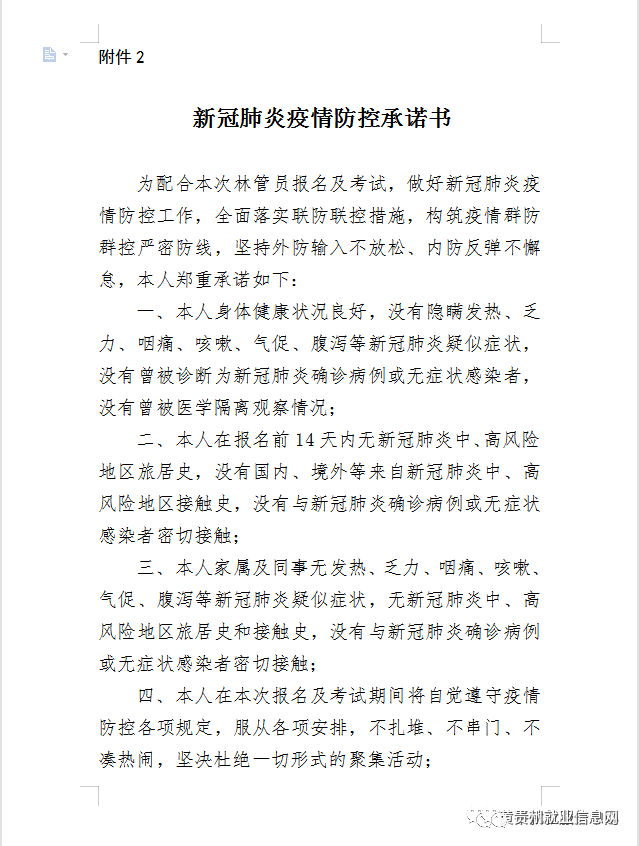 附件2
新冠肺炎疫情防控承诺书
为配合本次林管员报名及考试，做好新冠肺炎疫
情防控工作，全面落实联防联控措施，构筑疫情群防
群控严密防线，坚持外防输入不放松、内防反弹不懈
怠，本人郑重承诺如下：
一、本人身体健康状况良好，没有隐瞒发热、乏
力、咽痛、咳嗽、气促、腹泻等新冠肺炎疑似症状，
没有曾被诊断为新冠肺炎确诊病例或无症状感染者，
没有曾被医学隔离观察情况；
二、本人在报名前14天内无新冠肺炎中、高风险
地区旅居史，没有国内、境外等来自新冠肺炎中、高
风险地区接触史，没有与新冠肺炎确诊病例或无症状
感染者密切接触；
三、本人家属及同事无发热、乏力、咽痛、咳嗽、
气促、腹泻等新冠肺炎疑似症状，无新冠肺炎中、高
风险地区旅居史和接触史，没有与新冠肺炎确诊病例
或无症状感染者密切接触；
四、本人在本次报名及考试期间将自觉遵守疫情
防控各项规定，服从各项安排，不扎堆、不串门、不
凑热闹，坚决杜绝一切形式的聚集活动；
贵州就业信息网